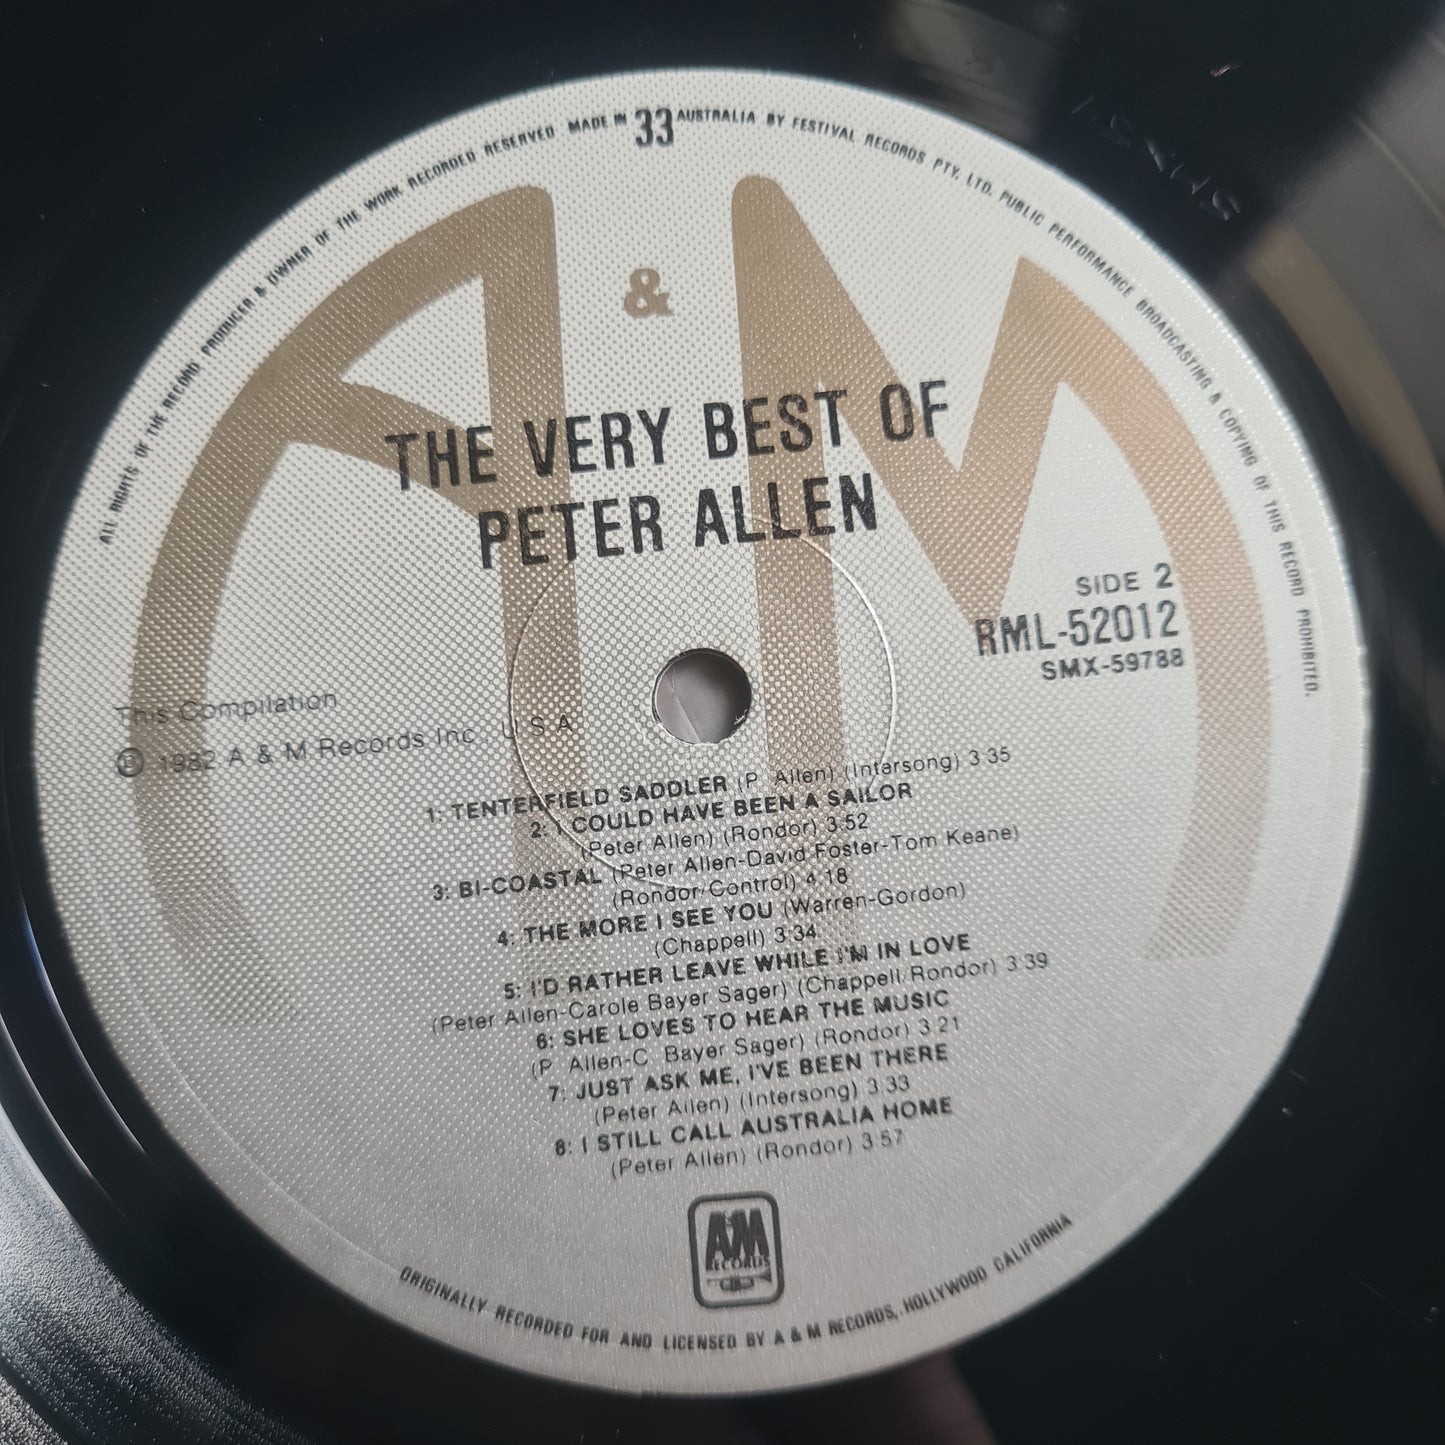 ALL RIGHTS OF THE RECORD PRODUCER & OWNER OF THE WORK RECORDED RESERVED. MADE IN 33 AUSTRALIA BY FESTIVAL RECORDS PTY. LTD. PUBLIC PERFORMANCE BROADCASTING & COPYING OF THIS RECORD PROHIBITED.
A & M
THE VERY BEST OF
PETER ALLEN
SIDE 2
RML-52012
SMX-59788
This Compilation
℗ 1982 A & M Records Inc. U S A
1: TENTERFIELD SADDLER (P. Allen) (Intersong) 3:35
2: I COULD HAVE BEEN A SAILOR
(Peter Allen) (Rondor) 3:52
3: BI-COASTAL (Peter Allen-David Foster-Tom Keane)
(Rondor/Control) 4:18
4: THE MORE I SEE YOU (Warren-Gordon)
(Chappell) 3:34
5: I'D RATHER LEAVE WHILE I'M IN LOVE
(Peter Allen-Carole Bayer Sager) (Chappell/Rondor) 3:39
6: SHE LOVES TO HEAR THE MUSIC
(P. Allen-C. Bayer Sager) (Rondor) 3:21
7: JUST ASK ME, I'VE BEEN THERE
(Peter Allen) (Intersong) 3:33
8: I STILL CALL AUSTRALIA HOME
(Peter Allen) (Rondor) 3:57
A&M
RECORDS
ORIGINALLY RECORDED FOR AND LICENSED BY A & M RECORDS, HOLLYWOOD CALIFORNIA